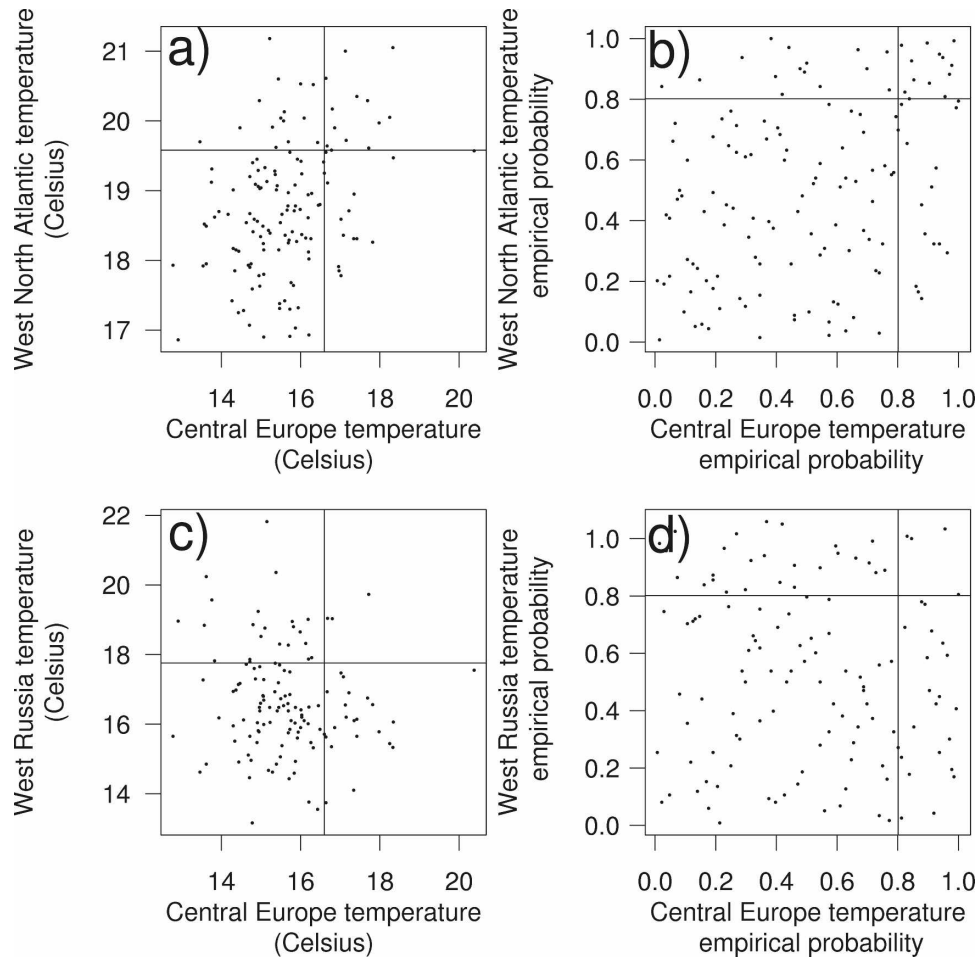 a)
West North Atlantic temperature
(Celsius)
21
20
19
18
17
14 16 18 20
Central Europe temperature
(Celsius)
b)
West North Atlantic temperature
empirical probability
1.0
0.8
0.6
0.4
0.2
0.0
0.0 0.2 0.4 0.6 0.8 1.0
Central Europe temperature
empirical probability
c)
West Russia temperature
(Celsius)
22
20
18
16
14
14 16 18 20
Central Europe temperature
(Celsius)
d)
West Russia temperature
empirical probability
1.0
0.8
0.6
0.4
0.2
0.0
0.0 0.2 0.4 0.6 0.8 1.0
Central Europe temperature
empirical probability